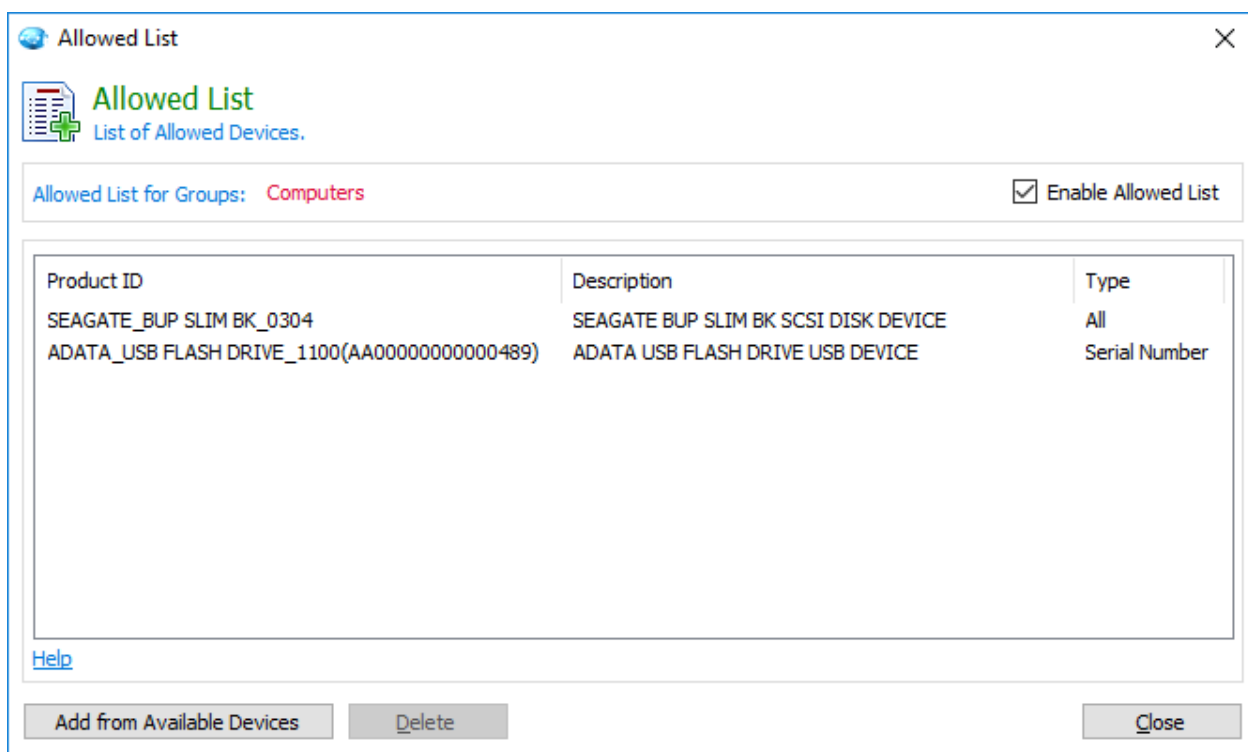 Allowed List
Allowed List
List of Allowed Devices.
Allowed List for Groups: Computers Enable Allowed List
Product ID Description Type
SEAGATE_BUP SLIM BK_0304 SEAGATE BUP SLIM BK SCSI DISK DEVICE All
ADATA_USB FLASH DRIVE_1100(AA00000000000489) ADATA USB FLASH DRIVE USB DEVICE Serial Number
Help
Add from Available Devices Delete Close